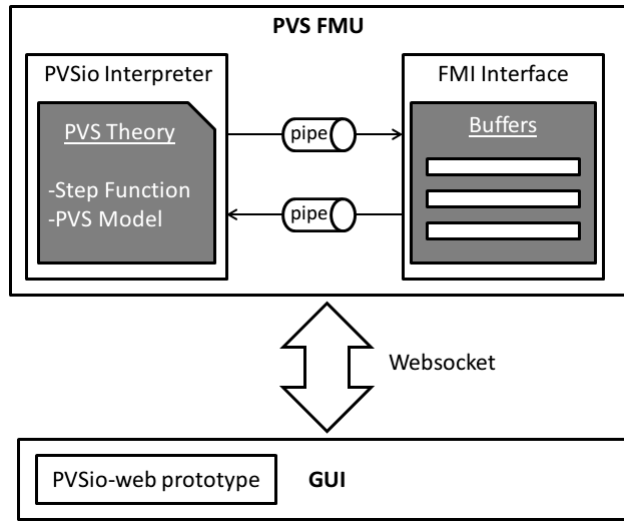 PVS FMU
PVSio Interpreter
PVS Theory
-Step Function
-PVS Model
pipe
pipe
FMI Interface
Buffers
Websocket
PVSio-web prototype
GUI